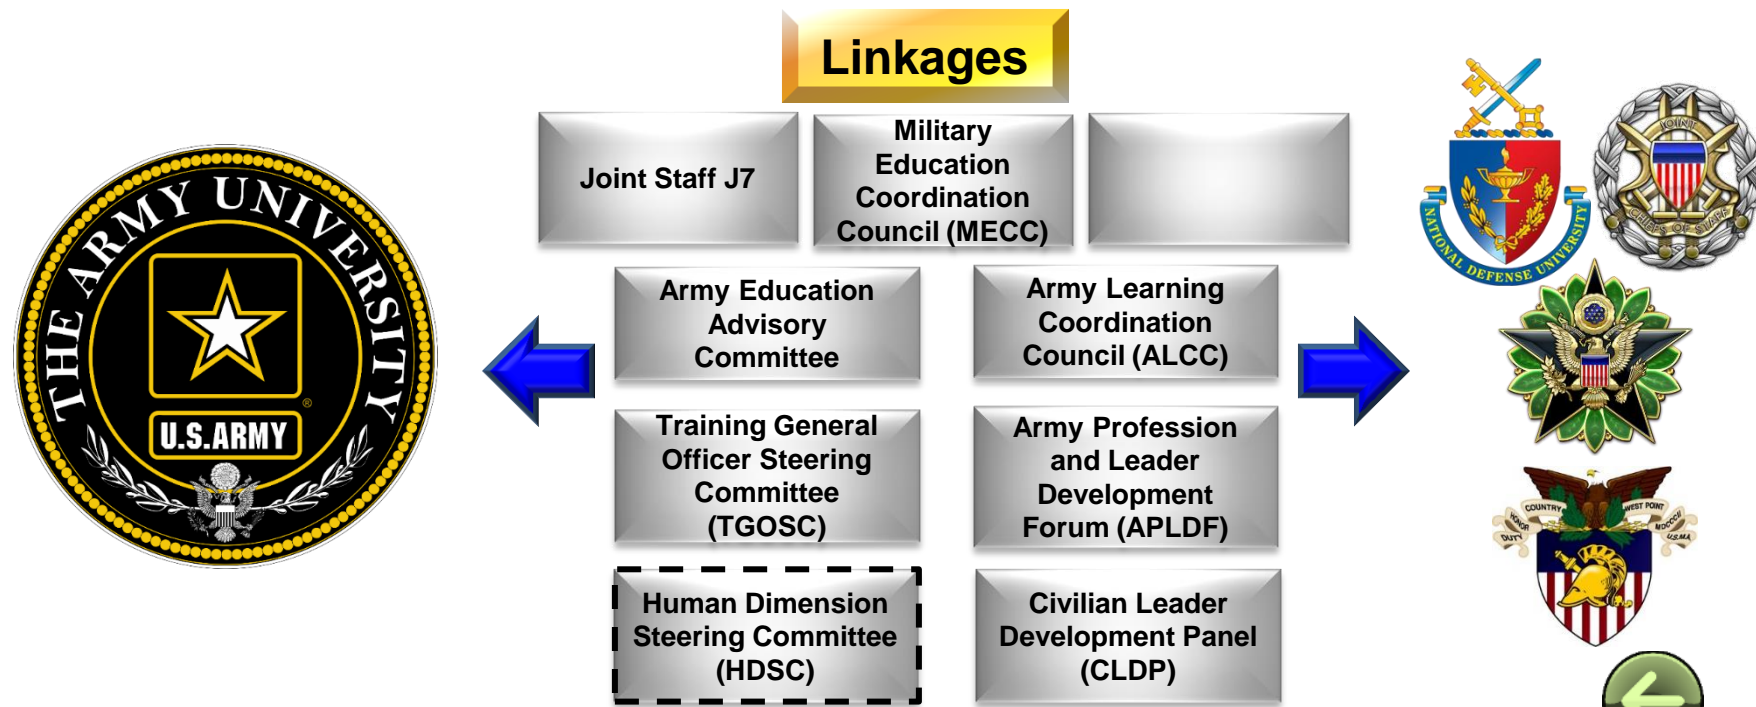 Linkages
Joint Staff J7
Military
Education
Coordination
Council (MECC)
Army Education
Advisory
Committee
Army Learning
Coordination
Council (ALCC)
Training General
Officer Steering
Committee
(TGOSC)
Army Profession
and Leader
Development
Forum (APLDF)
Human Dimension
Steering Committee
(HDSC)
Civilian Leader
Development Panel
(CLDP)
THE ARMY UNIVERSITY
U.S.ARMY
®
NATIONAL DEFENSE UNIVERSITY
JOINT
CHIEFS OF STAFF
DUTY HONOR COUNTRY
WEST POINT MDCCCII U.S.M.A.